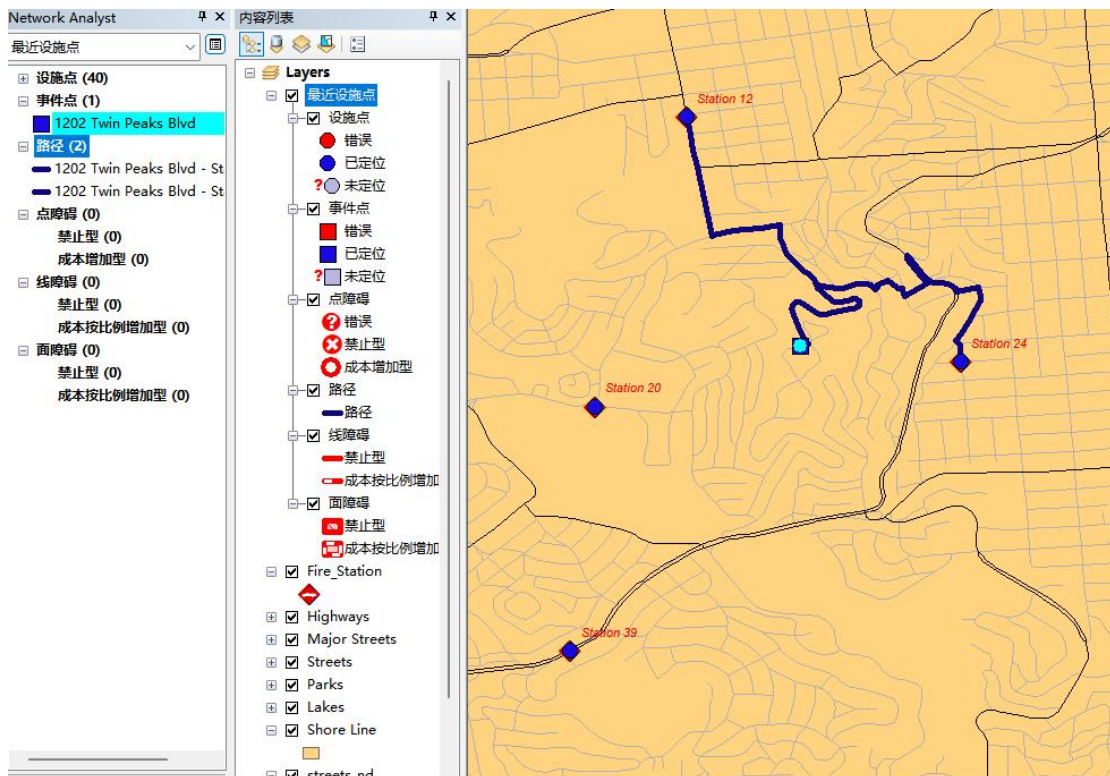 Network Analyst
最近设施点
设施点 (40)
事件点 (1)
1202 Twin Peaks Blvd
路径 (2)
1202 Twin Peaks Blvd - St
1202 Twin Peaks Blvd - St
点障碍 (0)
禁止型 (0)
成本增加型 (0)
线障碍 (0)
禁止型 (0)
成本按比例增加型 (0)
面障碍 (0)
禁止型 (0)
成本按比例增加型 (0)
内容列表
Layers
最近设施点
设施点
错误
已定位
?未定位
事件点
错误
已定位
?未定位
点障碍
?错误
禁止型
成本增加型
路径
路径
线障碍
禁止型
成本按比例增加
面障碍
禁止型
成本按比例增加
Fire_Station
Highways
Major Streets
Streets
Parks
Lakes
Shore Line
streets_nd
Station 12
Station 24
Station 20
Station 39